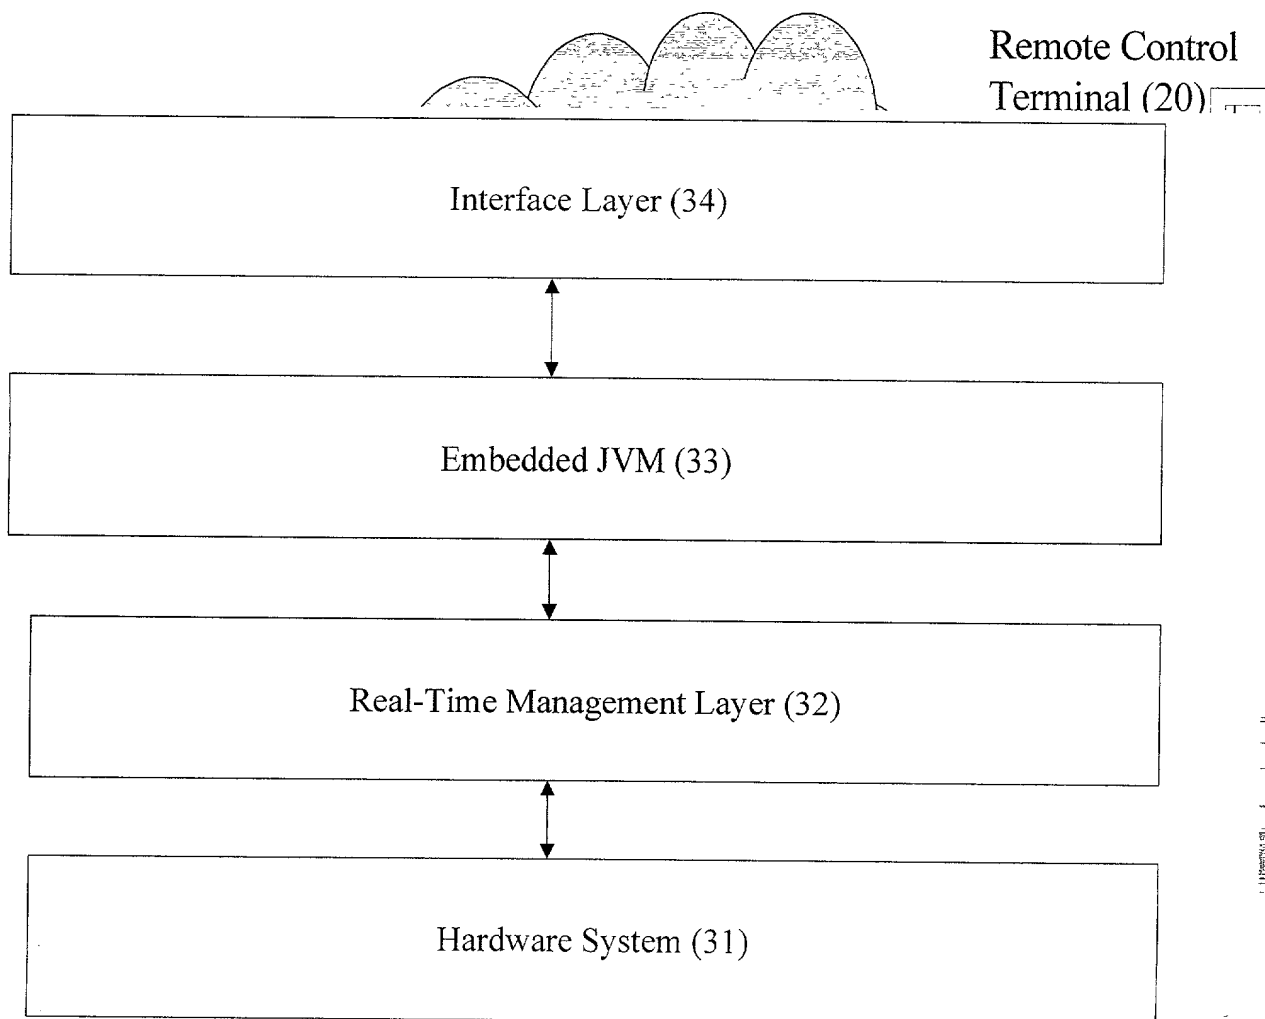 Remote Control
Terminal (20)
Interface Layer (34)
Embedded JVM (33)
Real-Time Management Layer (32)
Hardware System (31)